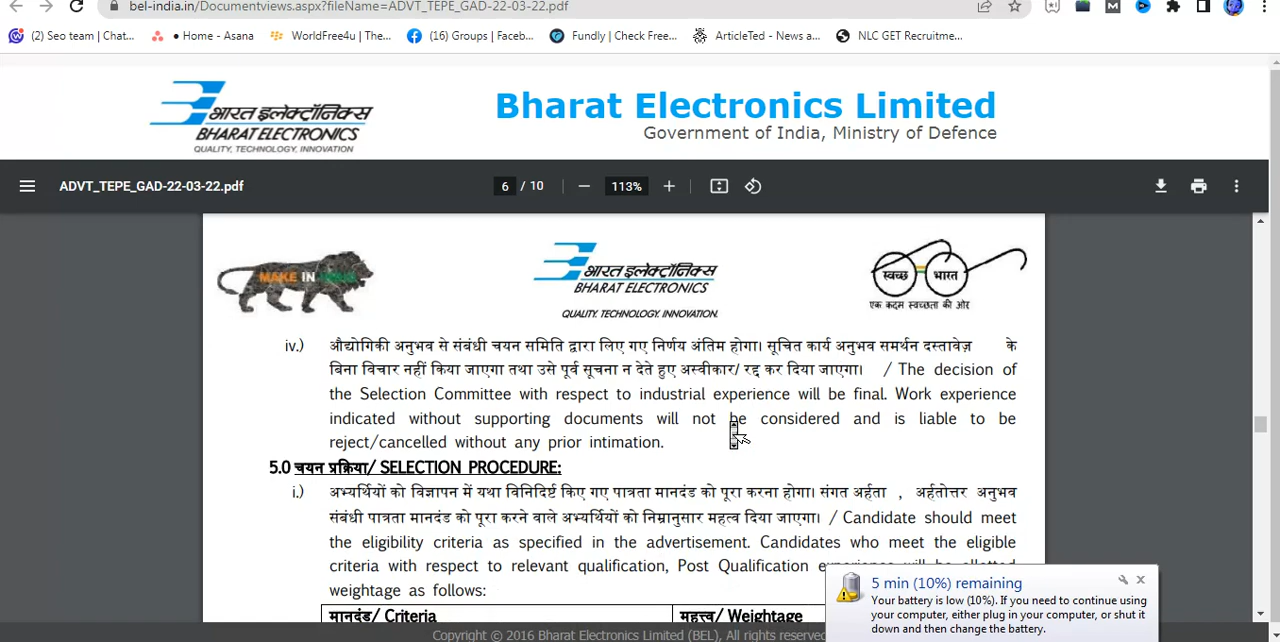 bel-india.in/Documentviews.aspx?fileName=ADVT_TEPE_GAD-22-03-22.pdf
(2) Seo team | Chat... • Home - Asana WorldFree4u | The... (16) Groups | Faceb... Fundly | Check Free... ArticleTed - News a... NLC GET Recruitme...
भारत इलेक्ट्रॉनिक्स
BHARAT ELECTRONICS
QUALITY, TECHNOLOGY, INNOVATION
Bharat Electronics Limited
Government of India, Ministry of Defence
ADVT_TEPE_GAD-22-03-22.pdf 6 / 10 113%
MAKE IN INDIA
भारत इलेक्ट्रॉनिक्स
BHARAT ELECTRONICS
QUALITY. TECHNOLOGY. INNOVATION.
स्वच्छ भारत
एक कदम स्वच्छता की ओर
iv.) औद्योगिकी अनुभव से संबंधी चयन समिति द्वारा लिए गए निर्णय अंतिम होगा। सूचित कार्य अनुभव समर्थन दस्तावेज़ के
बिना विचार नहीं किया जाएगा तथा उसे पूर्व सूचना न देते हुए अस्वीकार/ रद्द कर दिया जाएगा। / The decision of
the Selection Committee with respect to industrial experience will be final. Work experience
indicated without supporting documents will not be considered and is liable to be
reject/cancelled without any prior intimation.
5.0 चयन प्रक्रिया/ SELECTION PROCEDURE:
i.) अभ्यर्थियों को विज्ञापन में यथा विनिदिर्ष्ट किए गए पात्रता मानदंड को पूरा करना होगा। संगत अर्हता , अर्हतोत्तर अनुभव
संबंधी पात्रता मानदंड को पूरा करने वाले अभ्यर्थियों को निम्नानुसार महत्व दिया जाएगा। / Candidate should meet
the eligibility criteria as specified in the advertisement. Candidates who meet the eligible
criteria with respect to relevant qualification, Post Qualification
weightage as follows:
मानदंड/ Criteria महत्त्व/ Weightage
5 min (10%) remaining
Your battery is low (10%). If you need to continue using
your computer, either plug in your computer, or shut it
down and then change the battery.
Copyright © 2016 Bharat Electronics Limited (BEL), All rights reserved